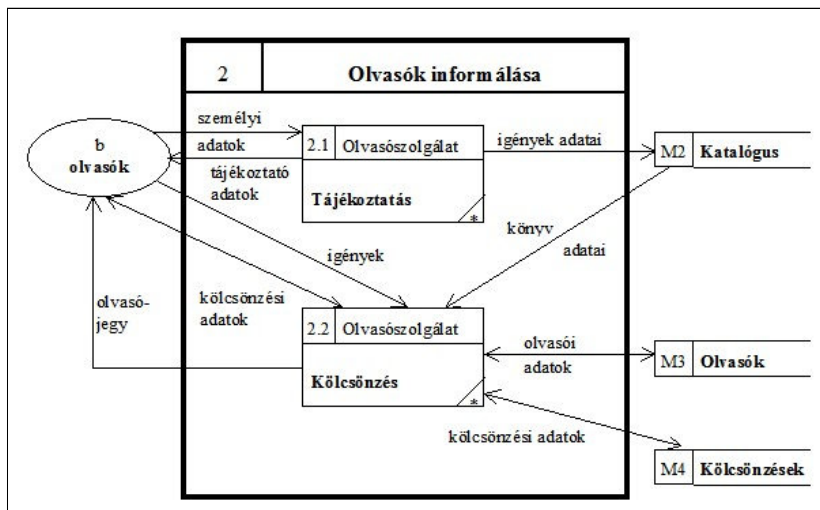 2 Olvasók informálása
személyi
adatok
b
olvasók
tájékoztató
adatok
2.1 Olvasószolgálat
Tájékoztatás
*
igények adatai
M2 Katalógus
könyv
adatai
igények
kölcsönzési
adatok
olvasó-
jegy
2.2 Olvasószolgálat
Kölcsönzés
*
olvasói
adatok
M3 Olvasók
kölcsönzési adatok
M4 Kölcsönzések